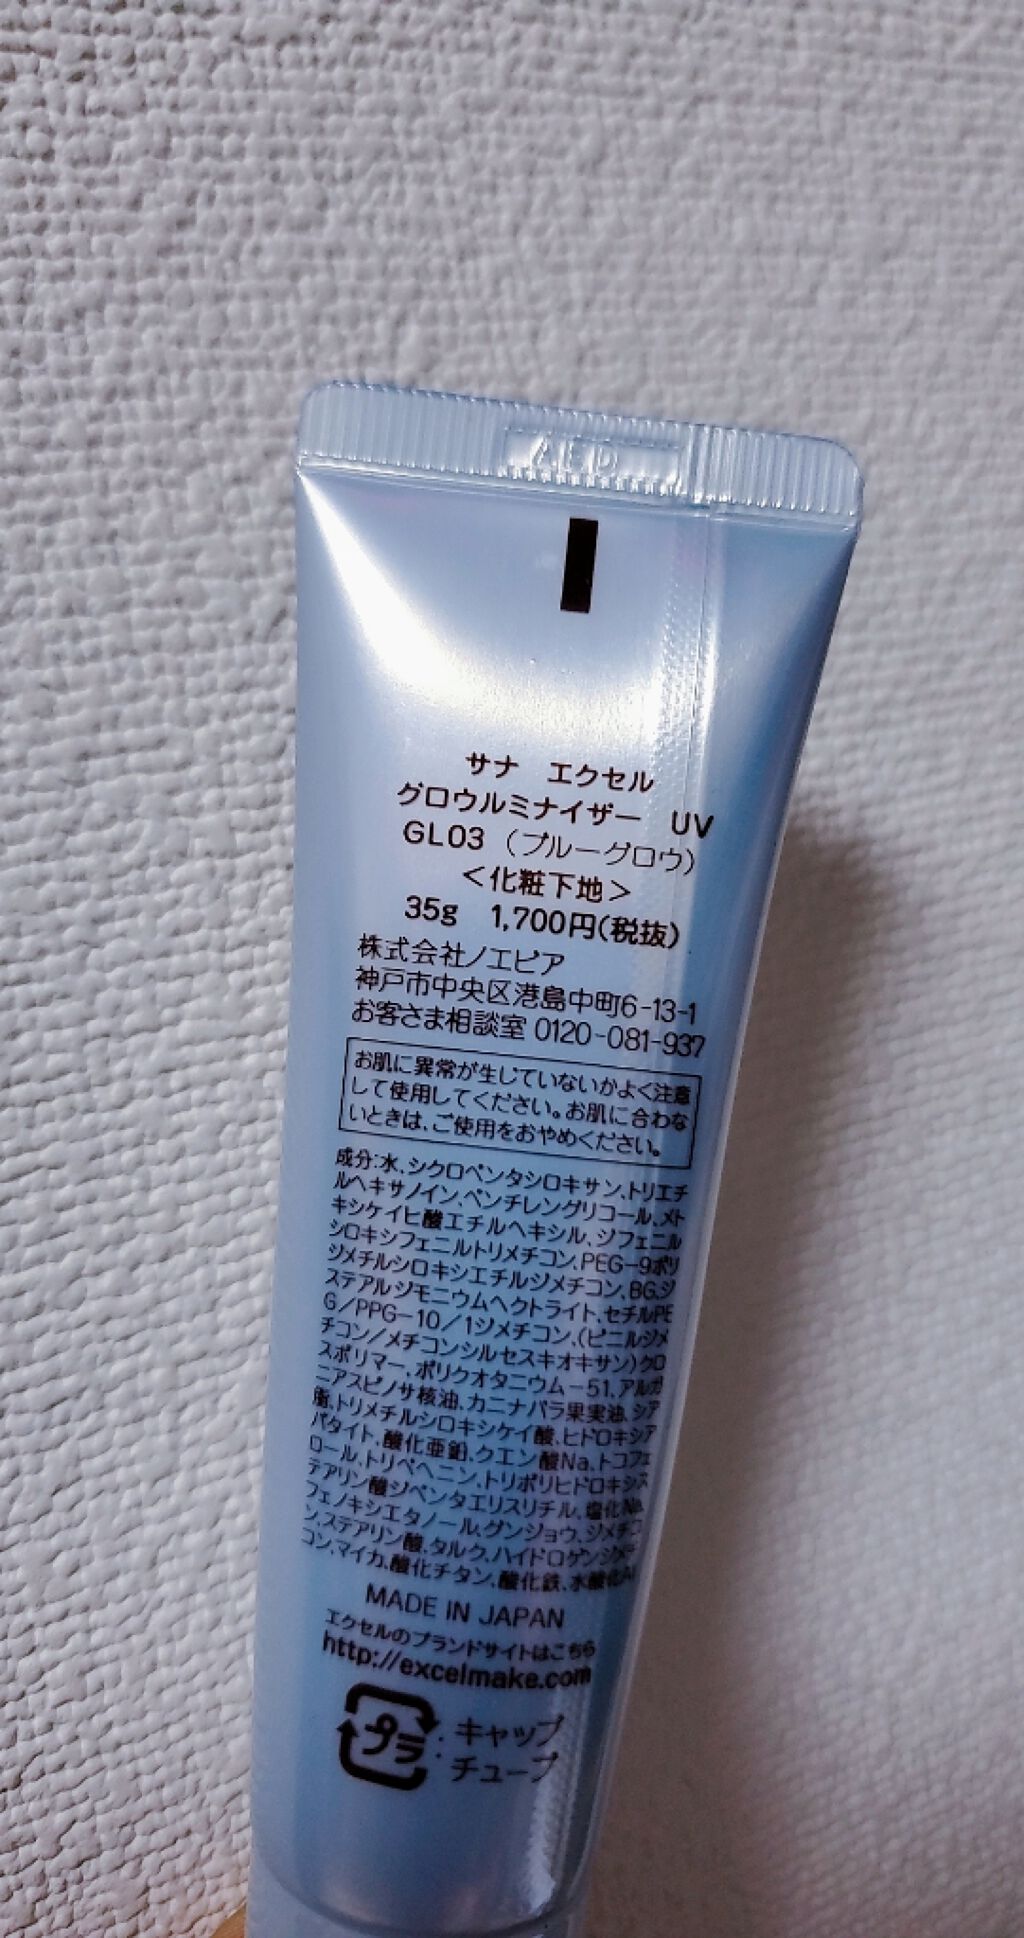 サナ エクセル
グロウルミナイザー UV
GL03 (ブルーグロウ)
<化粧下地>
35g 1,700円(税抜)
株式会社ノエビア
神戸市中央区港島中町6-13-1
お客さま相談室 0120-081-937
お肌に異常が生じていないかよく注意
して使用してください。お肌に合わな
いときは、ご使用をおやめください。
成分:水、シクロペンタシロキサン、トリエチ
ルヘキサノイン、ペンチレングリコール、メト
キシケイヒ酸エチルヘキシル、ジフェニル
シロキシフェニルトリメチコン、PEG-9ポリ
ジメチルシロキシエチルジメチコン、BG、ジ
ステアルジモニウムヘクトライト、セチルPE
G/PPG-10/1ジメチコン、(ビニルジメ
チコン/メチコンシルセスキオキサン)クロ
スポリマー、ポリクオタニウム-51、アルガ
ニアスピノサ核油、カニナバラ果実油、シア
脂、トリメチルシロキシケイ酸、ヒドロキシア
パタイト、酸化亜鉛、クエン酸Na、トコフェ
ロール、トリベヘニン、トリポリヒドロキシス
テアリン酸ジペンタエリスリチル、塩化Na、
フェノキシエタノール、グンジョウ、ジメチコ
ン、ステアリン酸、タルク、ハイドロゲンジメチ
コン、マイカ、酸化チタン、酸化鉄、水酸化Al
MADE IN JAPAN
エクセルのブランドサイトはこちら
http://excelmake.com
プラ : キャップ
: チューブ